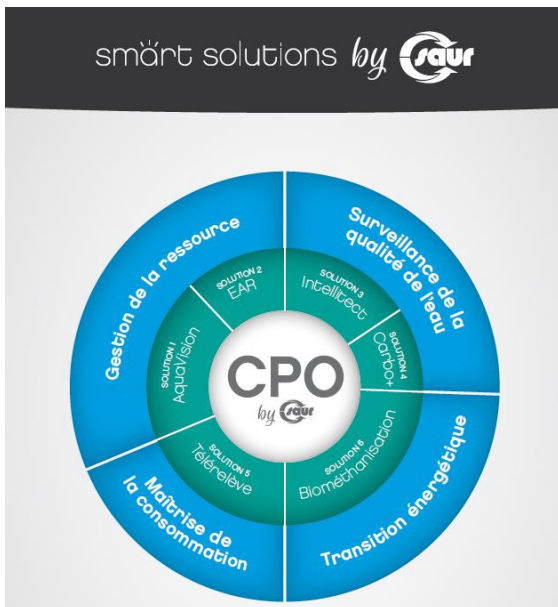 smärt solutions by saur
Gestion de la ressource
Surveillance de la
qualité de l'eau
SOLUTION 2
EAR
SOLUTION 3
Intellitect
SOLUTION 1
AquaVision
SOLUTION 4
Carbo+
CPO
by saur
SOLUTION 5
Télérelève
SOLUTION 6
Biométhanisation
Maîtrise de
la consommation
Transition énergétique